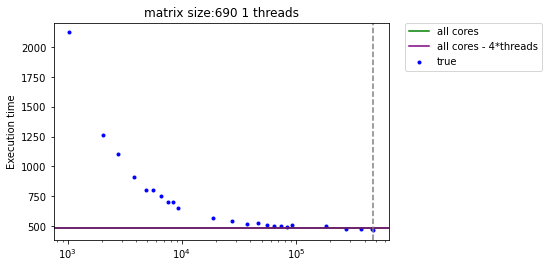 matrix size:690 1 threads
all cores
all cores - 4*threads
true
Execution time
2000
1750
1500
1250
1000
750
500
10³
10⁴
10⁵